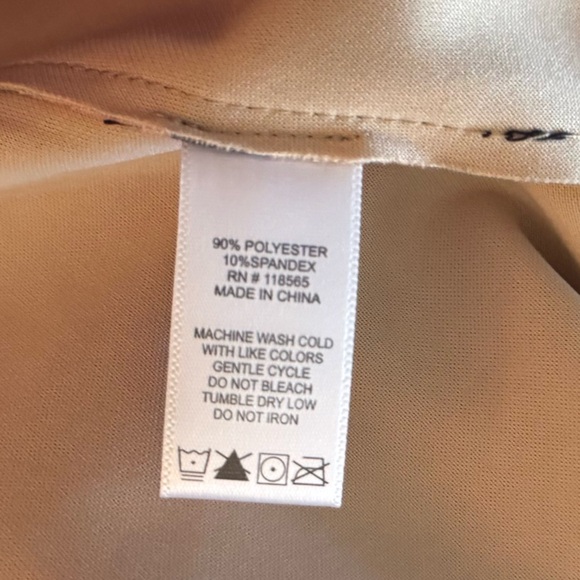 90% POLYESTER
10%SPANDEX
RN # 118565
MADE IN CHINA
MACHINE WASH COLD
WITH LIKE COLORS
GENTLE CYCLE
DO NOT BLEACH
TUMBLE DRY LOW
DO NOT IRON